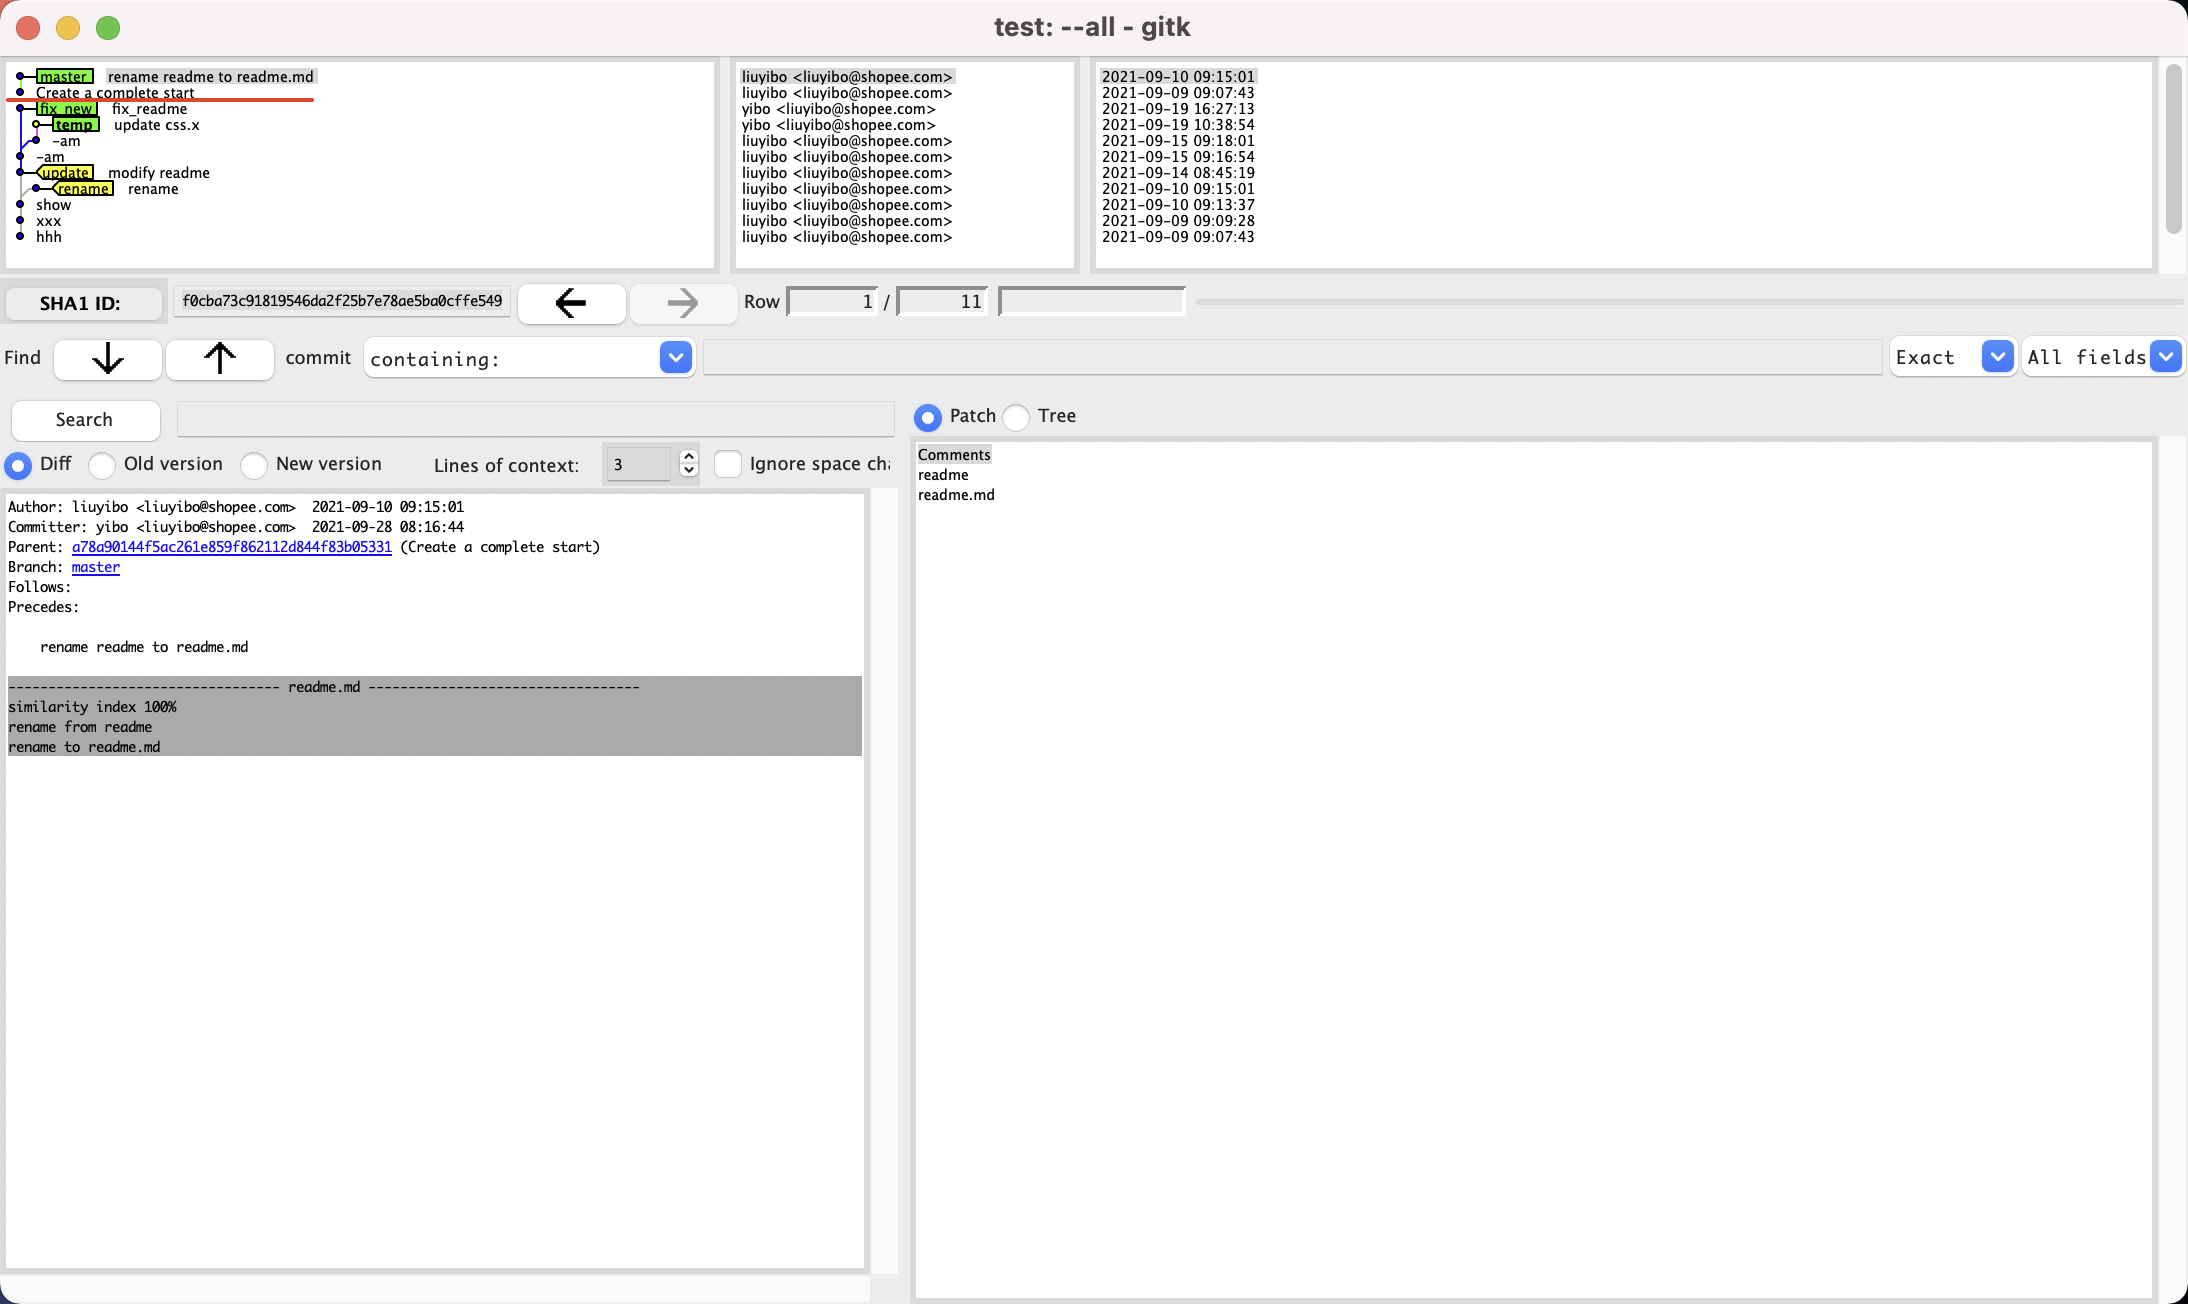 test: --all - gitk
master rename readme to readme.md liuyibo <liuyibo@shopee.com> 2021-09-10 09:15:01
Create a complete start liuyibo <liuyibo@shopee.com> 2021-09-09 09:07:43
fix_new fix_readme yibo <liuyibo@shopee.com> 2021-09-19 16:27:13
temp update css.x yibo <liuyibo@shopee.com> 2021-09-19 10:38:54
-am liuyibo <liuyibo@shopee.com> 2021-09-15 09:18:01
-am liuyibo <liuyibo@shopee.com> 2021-09-15 09:16:54
update modify readme liuyibo <liuyibo@shopee.com> 2021-09-14 08:45:19
rename rename liuyibo <liuyibo@shopee.com> 2021-09-10 09:15:01
show liuyibo <liuyibo@shopee.com> 2021-09-10 09:13:37
xxx liuyibo <liuyibo@shopee.com> 2021-09-09 09:09:28
hhh liuyibo <liuyibo@shopee.com> 2021-09-09 09:07:43
SHA1 ID: f0cba73c91819546da2f25b7e78ae5ba0cffe549 Row 1 / 11
Find commit containing: Exact All fields
Search
Patch Tree
Diff Old version New version Lines of context: 3 Ignore space cha
Comments
readme
readme.md
Author: liuyibo <liuyibo@shopee.com> 2021-09-10 09:15:01
Committer: yibo <liuyibo@shopee.com> 2021-09-28 08:16:44
Parent: a78a90144f5ac261e859f862112d844f83b05331 (Create a complete start)
Branch: master
Follows:
Precedes:
rename readme to readme.md
---------------------------------- readme.md ----------------------------------
similarity index 100%
rename from readme
rename to readme.md